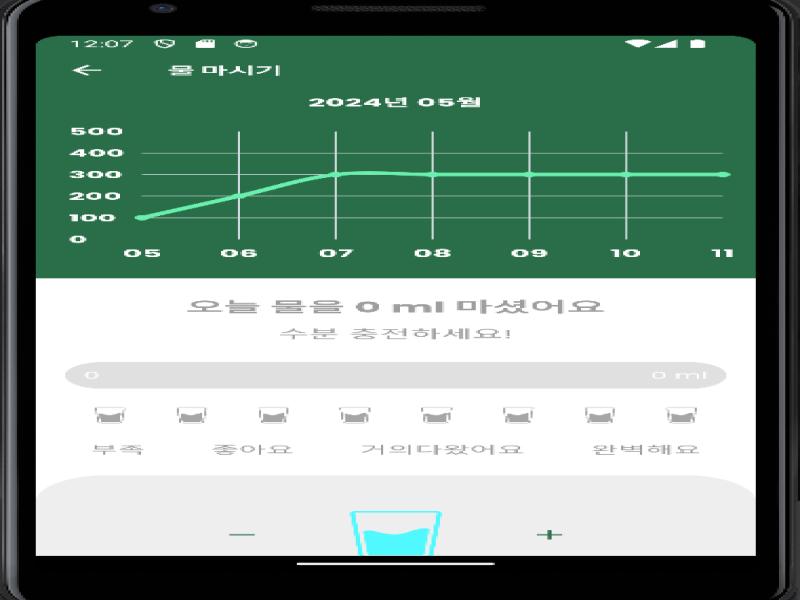 12:07
물 마시기
2024년 05월
500
400
300
200
100
0
05 06 07 08 09 10 11
오늘 물을 0 ml 마셨어요
수분 충전하세요!
0 0 ml
부족 좋아요 거의다왔어요 완벽해요
− +